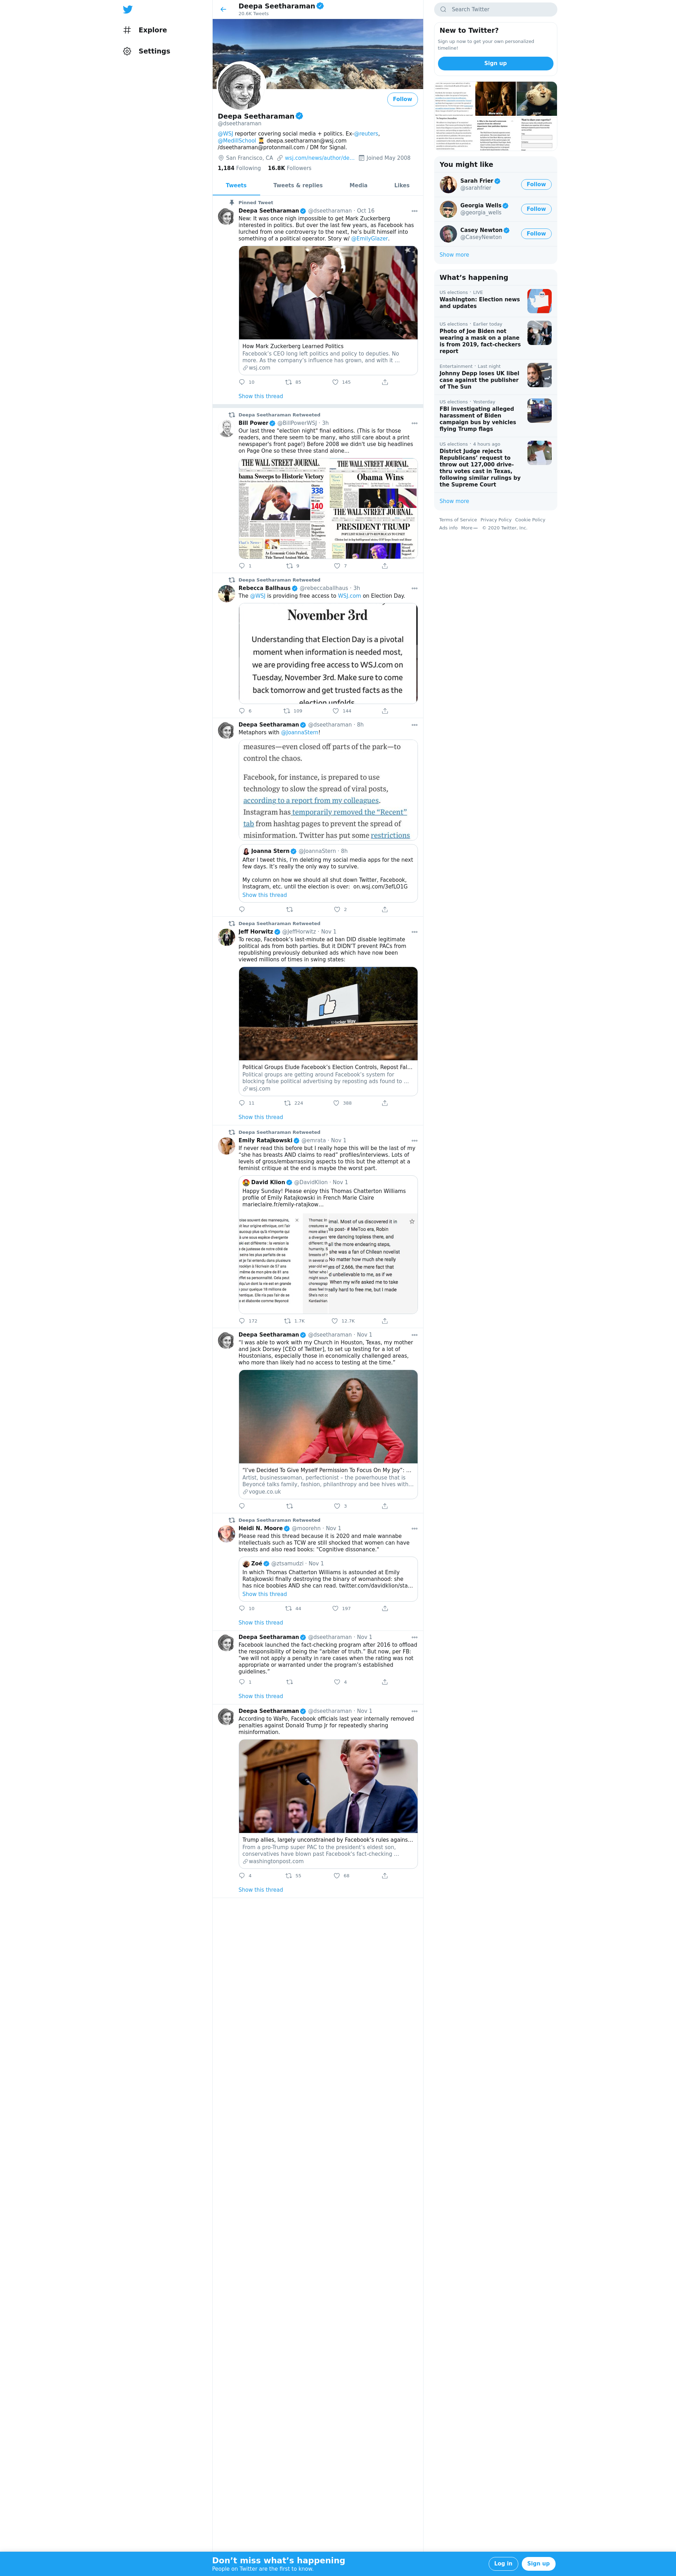 Explore
Settings
Deepa Seetharaman
20.6K Tweets
Follow
Deepa Seetharaman
@dseetharaman
@WSJ reporter covering social media + politics. Ex-@reuters,
@MedillSchool deepa.seetharaman@wsj.com
/dseetharaman@protonmail.com / DM for Signal.
San Francisco, CA wsj.com/news/author/de... Joined May 2008
1,184 Following 16.8K Followers
Tweets Tweets & replies Media Likes
Pinned Tweet
Deepa Seetharaman @dseetharaman · Oct 16
New: It was once nigh impossible to get Mark Zuckerberg
interested in politics. But over the last few years, as Facebook has
lurched from one controversy to the next, he's built himself into
something of a political operator. Story w/ @EmilyGlazer.
How Mark Zuckerberg Learned Politics
Facebook's CEO long left politics and policy to deputies. No
more. As the company's influence has grown, and with it ...
wsj.com
10 85 145
Show this thread
Deepa Seetharaman Retweeted
Bill Power @BillPowerWSJ · 3h
Our last three "election night" final editions. (This is for those
readers, and there seem to be many, who still care about a print
newspaper's front page!) Before 2008 we didn't use big headlines
on Page One so these three stand alone...
THE WALL STREET JOURNAL.
bama Sweeps to Historic Victory
338
140
THE WALL STREET JOURNAL.
Obama Wins
THE WALL STREET JOURNAL.
PRESIDENT TRUMP
1 9 7
Deepa Seetharaman Retweeted
Rebecca Ballhaus @rebeccaballhaus · 3h
The @WSJ is providing free access to WSJ.com on Election Day.
November 3rd
Understanding that Election Day is a pivotal
moment when information is needed most,
we are providing free access to WSJ.com on
Tuesday, November 3rd. Make sure to come
back tomorrow and get trusted facts as the
election unfolds.
6 109 144
Deepa Seetharaman @dseetharaman · 8h
Metaphors with @JoannaStern!
measures—even closed off parts of the park—to
control the chaos.
Facebook, for instance, is prepared to use
technology to slow the spread of viral posts,
according to a report from my colleagues.
Instagram has temporarily removed the "Recent"
tab from hashtag pages to prevent the spread of
misinformation. Twitter has put some restrictions
Joanna Stern @JoannaStern · 8h
After I tweet this, I'm deleting my social media apps for the next
few days. It's really the only way to survive.
My column on how we should all shut down Twitter, Facebook,
Instagram, etc. until the election is over: on.wsj.com/3efLO1G
Show this thread
2
Deepa Seetharaman Retweeted
Jeff Horwitz @JeffHorwitz · Nov 1
To recap, Facebook's last-minute ad ban DID disable legitimate
political ads from both parties. But it DIDN'T prevent PACs from
republishing previously debunked ads which have now been
viewed millions of times in swing states:
Political Groups Elude Facebook's Election Controls, Repost Fal...
Political groups are getting around Facebook's system for
blocking false political advertising by reposting ads found to ...
wsj.com
11 224 308
Show this thread
Deepa Seetharaman Retweeted
Emily Ratajkowski @emrata · Nov 1
If never read this before but I really hope this will be the last of my
"she has breasts AND claims to read" profiles/interviews. Lots of
levels of gross/embarrassing aspects to this but the attempt at a
feminist critique at the end is maybe the worst part.
David Klion @DavidKlion · Nov 1
Happy Sunday! Please enjoy this Thomas Chatterton Williams
profile of Emily Ratajkowski in French Marie Claire
marieclaire.fr/emily-ratajkow...
172 1.7K 12.7K
Deepa Seetharaman @dseetharaman · Nov 1
"I was able to work with my Church in Houston, Texas, my mother
and Jack Dorsey [CEO of Twitter], to set up testing for a lot of
Houstonians, especially those in economically challenged areas,
who more than likely had no access to testing at the time."
"I've Decided To Give Myself Permission To Focus On My Joy": ...
Artist, businesswoman, perfectionist – the powerhouse that is
Beyoncé talks family, fashion, philanthropy and bee hives with...
vogue.co.uk
3
Deepa Seetharaman Retweeted
Heidi N. Moore @moorehn · Nov 1
Please read this thread because it is 2020 and male wannabe
intellectuals such as TCW are still shocked that women can have
breasts and also read books: "Cognitive dissonance."
Zoé @ztsamudzi · Nov 1
In which Thomas Chatterton Williams is astounded at Emily
Ratajkowski finally destroying the binary of womanhood: she
has nice boobies AND she can read. twitter.com/davidklion/sta...
Show this thread
10 44 197
Show this thread
Deepa Seetharaman @dseetharaman · Nov 1
Facebook launched the fact-checking program after 2016 to offload
the responsibility of being the "arbiter of truth." But now, per FB:
"we will not apply a penalty in rare cases when the rating was not
appropriate or warranted under the program's established
guidelines."
1 4
Show this thread
Deepa Seetharaman @dseetharaman · Nov 1
According to WaPo, Facebook officials last year internally removed
penalties against Donald Trump Jr for repeatedly sharing
misinformation.
Trump allies, largely unconstrained by Facebook's rules agains...
From a pro-Trump super PAC to the president's eldest son,
conservatives have blown past Facebook's fact-checking ...
washingtonpost.com
4 55 68
Show this thread
Search Twitter
New to Twitter?
Sign up now to get your own personalized
timeline!
Sign up
You might like
Sarah Frier
@sarahfrier
Follow
Georgia Wells
@georgia_wells
Follow
Casey Newton
@CaseyNewton
Follow
Show more
What's happening
US elections · LIVE
Washington: Election news
and updates
US elections · Earlier today
Photo of Joe Biden not
wearing a mask on a plane
is from 2019, fact-checkers
report
Entertainment · Last night
Johnny Depp loses UK libel
case against the publisher
of The Sun
US elections · Yesterday
FBI investigating alleged
harassment of Biden
campaign bus by vehicles
flying Trump flags
US elections · 4 hours ago
District Judge rejects
Republicans' request to
throw out 127,000 drive-
thru votes cast in Texas,
following similar rulings by
the Supreme Court
Show more
Terms of Service Privacy Policy Cookie Policy
Ads info More © 2020 Twitter, Inc.
Don't miss what's happening
People on Twitter are the first to know.
Log in Sign up